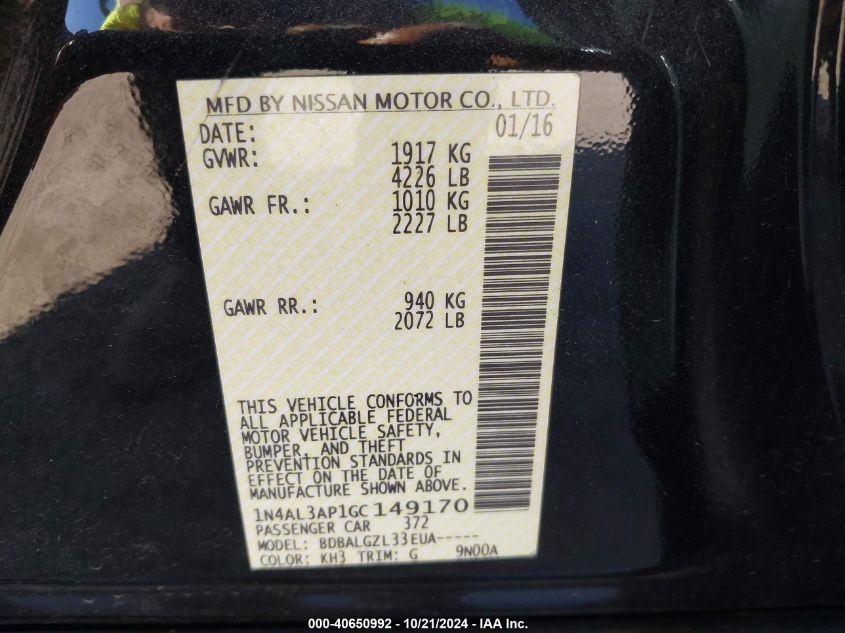 MFD BY NISSAN MOTOR CO., LTD.
DATE: 01/16
GVWR: 1917 KG
4226 LB
GAWR FR.: 1010 KG
2227 LB
GAWR RR.: 940 KG
2072 LB
THIS VEHICLE CONFORMS TO
ALL APPLICABLE FEDERAL
MOTOR VEHICLE SAFETY,
BUMPER, AND THEFT
PREVENTION STANDARDS IN
EFFECT ON THE DATE OF
MANUFACTURE SHOWN ABOVE.
1N4AL3AP1GC149170
PASSENGER CAR 372
MODEL: BDBALGZL33EUA-----
COLOR: KH3 TRIM: G 9N00A
000-40650992 - 10/21/2024 - IAA Inc.